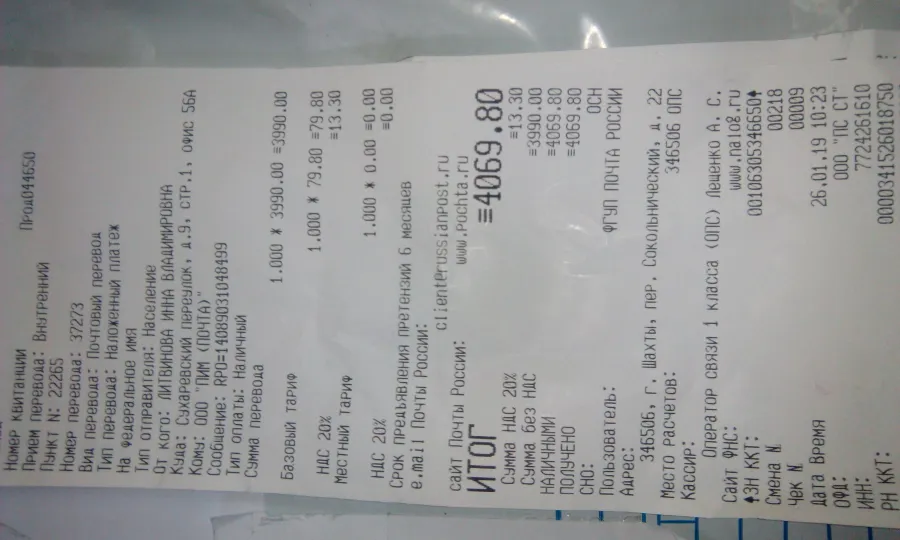 Номер Квитанции Прод044650
Прием перевода: Внутренний
Пункт N: 22265
Номер перевода: 37273
Вид перевода: Почтовый перевод
Тип перевода: Наложенный платеж
На федеральное имя
Тип отправителя: Население
От кого: ЛИТВИНОВА ИННА ВЛАДИМИРОВНА
Куда: Сухаревский переулок, д.9, стр.1, офис 56А
Кому: ООО "ПИМ (ПОЧТА)"
Сообщение: RPO=14089031048499
Тип оплаты: Наличный
Сумма перевода
1.000 * 3990.00 ≡3990.00
Базовый тариф
1.000 * 79.80 ≡79.80
НДС 20% ≡13.30
Местный тариф
1.000 * 0.00 ≡0.00
НДС 20% ≡0.00
Срок предъявления претензий 6 месяцев
e.mail Почты России:
client@russianpost.ru
сайт Почты России: www.pochta.ru
ИТОГ ≡4069.80
Сумма НДС 20% ≡13.30
Сумма без НДС ≡3990.00
НАЛИЧНЫМИ ≡4069.80
ПОЛУЧЕНО ≡4069.80
СНО: ОСН
Пользователь: ФГУП ПОЧТА РОССИИ
Адрес:
346506, г. Шахты, пер. Сокольнический, д. 22
Место расчетов: 346506 ОПС
Кассир:
Оператор связи 1 класса (ОПС) Лещенко А. С.
Сайт ФНС: www.nalog.ru
ЗН ККТ: 00106305346650
Смена N 00218
Чек N 00009
Дата Время 26.01.19 10:23
ОФД: ООО "ПС СТ"
ИНН: 7724261610
РН ККТ: 0000341526018750